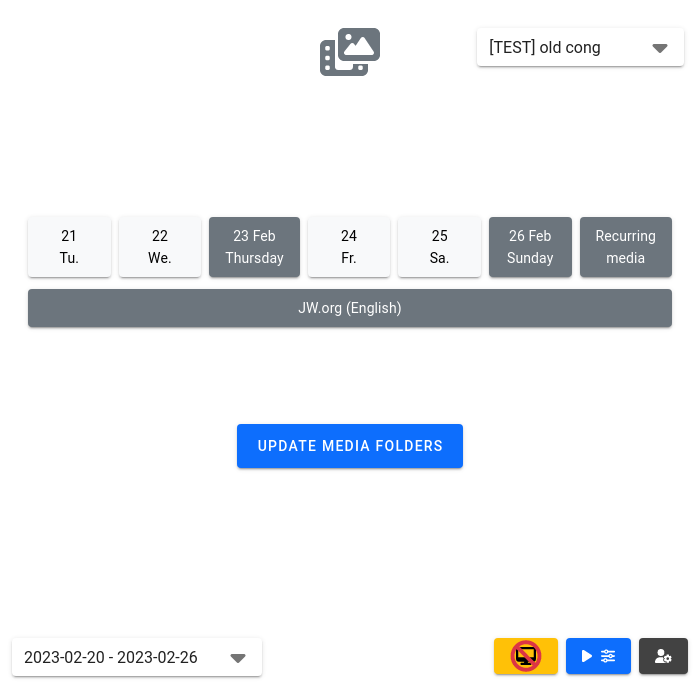 [TEST] old cong
21
Tu.
22
We.
23 Feb
Thursday
24
Fr.
25
Sa.
26 Feb
Sunday
Recurring
media
JW.org (English)
UPDATE MEDIA FOLDERS
2023-02-20 - 2023-02-26